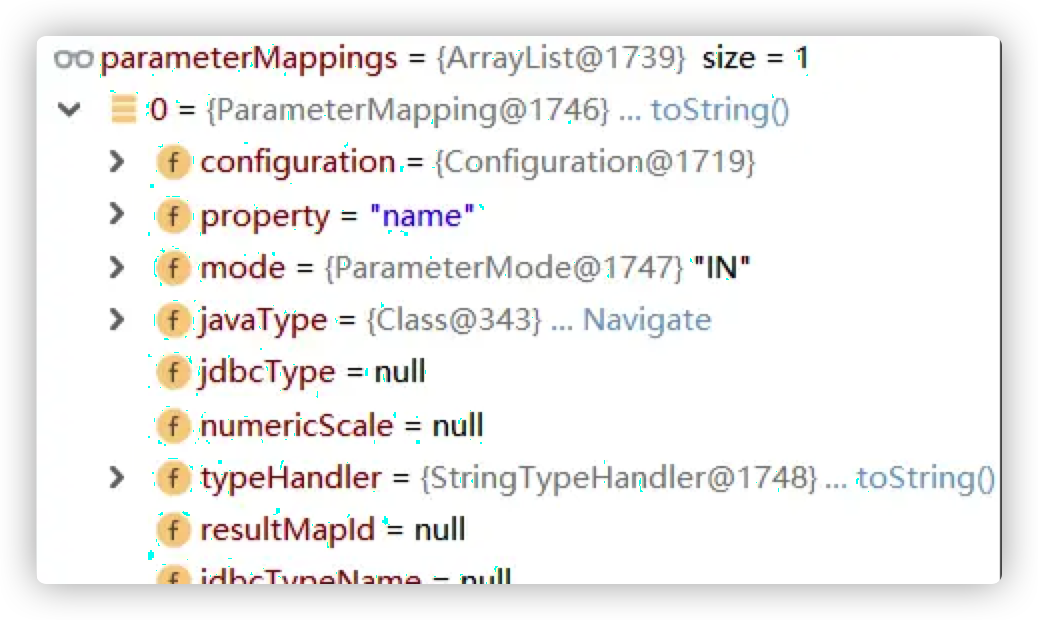 parameterMappings = {ArrayList@1739} size = 1
0 = {ParameterMapping@1746} ... toString()
f configuration = {Configuration@1719}
f property = "name"
f mode = {ParameterMode@1747} "IN"
f javaType = {Class@343} ... Navigate
f jdbcType = null
f numericScale = null
f typeHandler = {StringTypeHandler@1748} ... toString()
f resultMapId = null
f jdbcTypeName = null